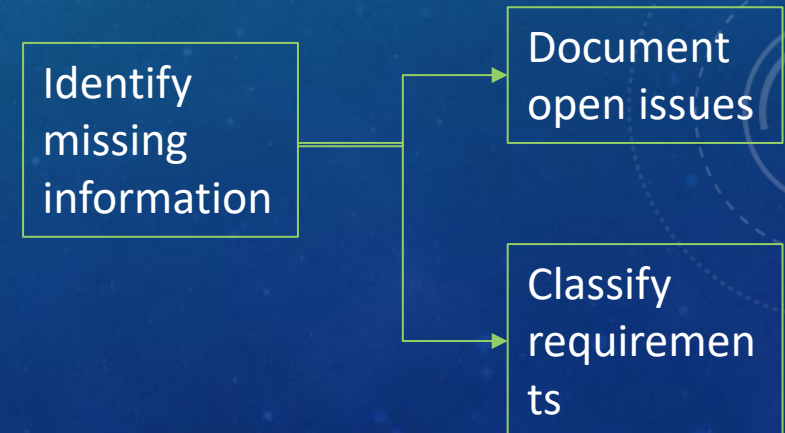 Identify
missing
information
Document
open issues
Classify
requiremen
ts